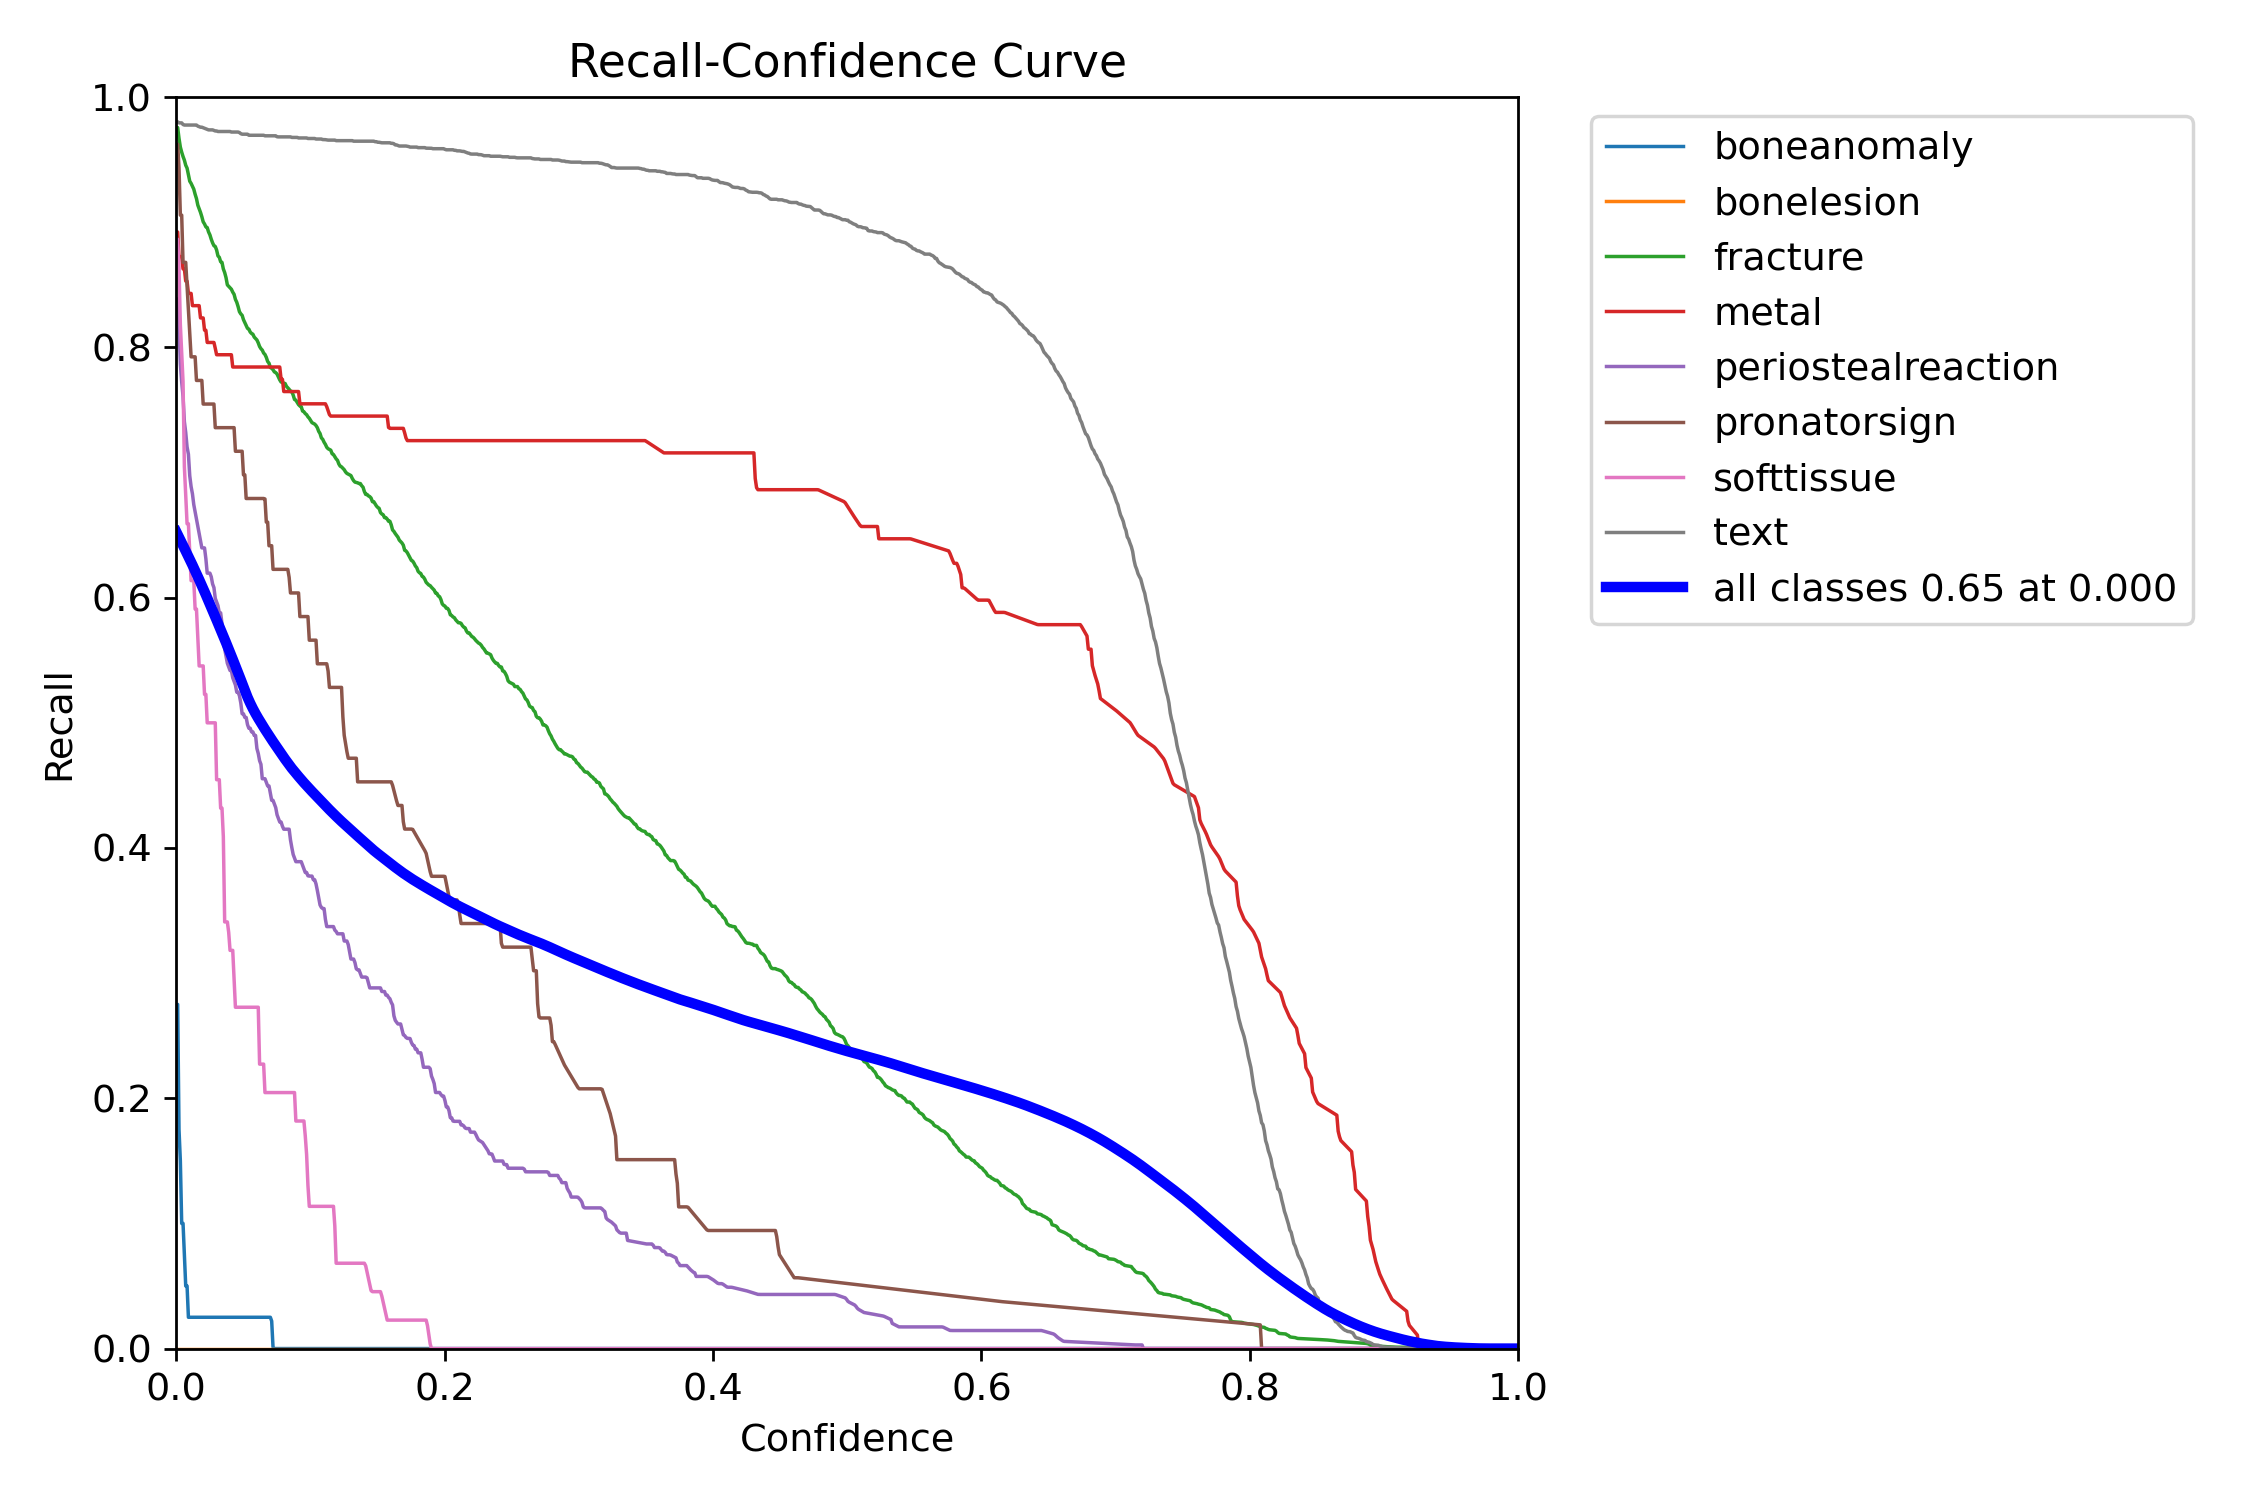 Recall-Confidence Curve
1.0
0.8
0.6
0.4
0.2
0.0
Recall
0.0 0.2 0.4 0.6 0.8 1.0
Confidence
boneanomaly
bonelesion
fracture
metal
periostealreaction
pronatorsign
softtissue
text
all classes 0.65 at 0.000